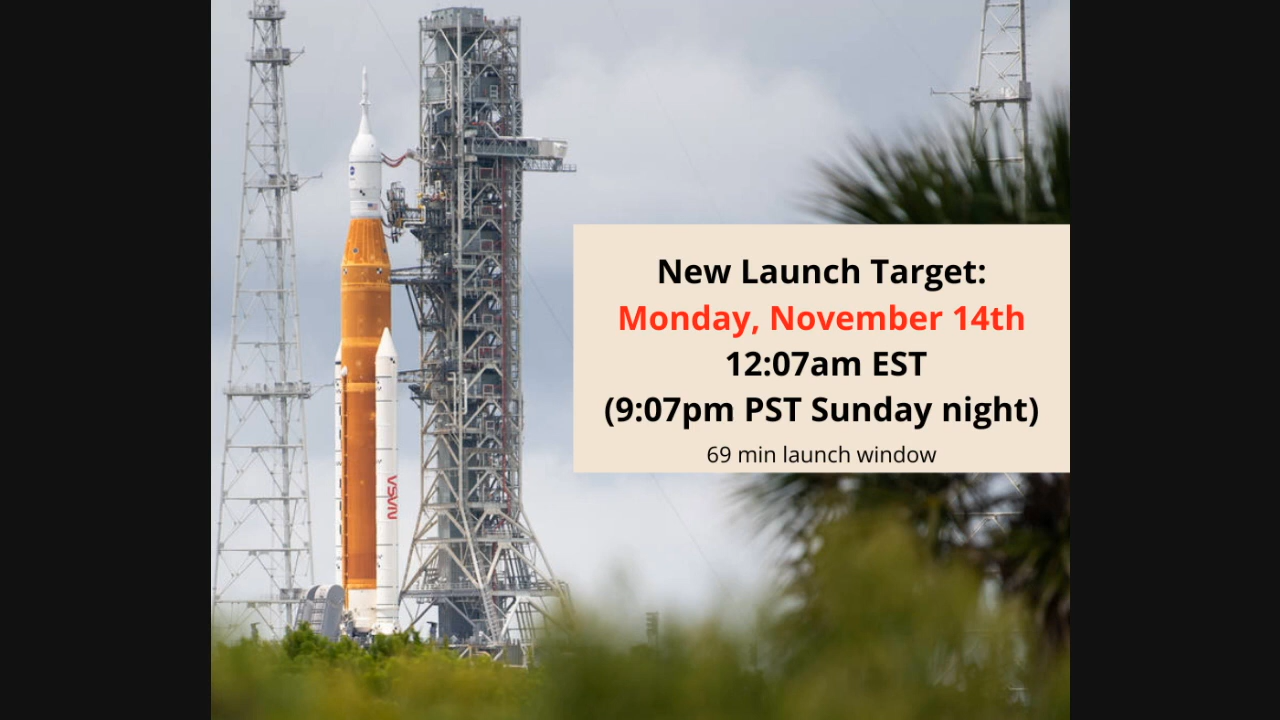 New Launch Target:
Monday, November 14th
12:07am EST
(9:07pm PST Sunday night)
69 min launch window
NASA